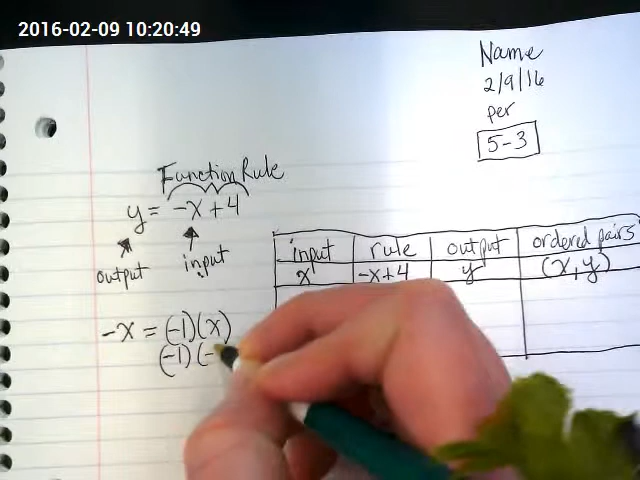 2016-02-09 10:20:49
Name
2/9/16
per
5-3
Function Rule
y = -x + 4
output
input
input rule output ordered pairs
x -x+4 y (x, y)
-x = (-1)(x)
(-1)(-